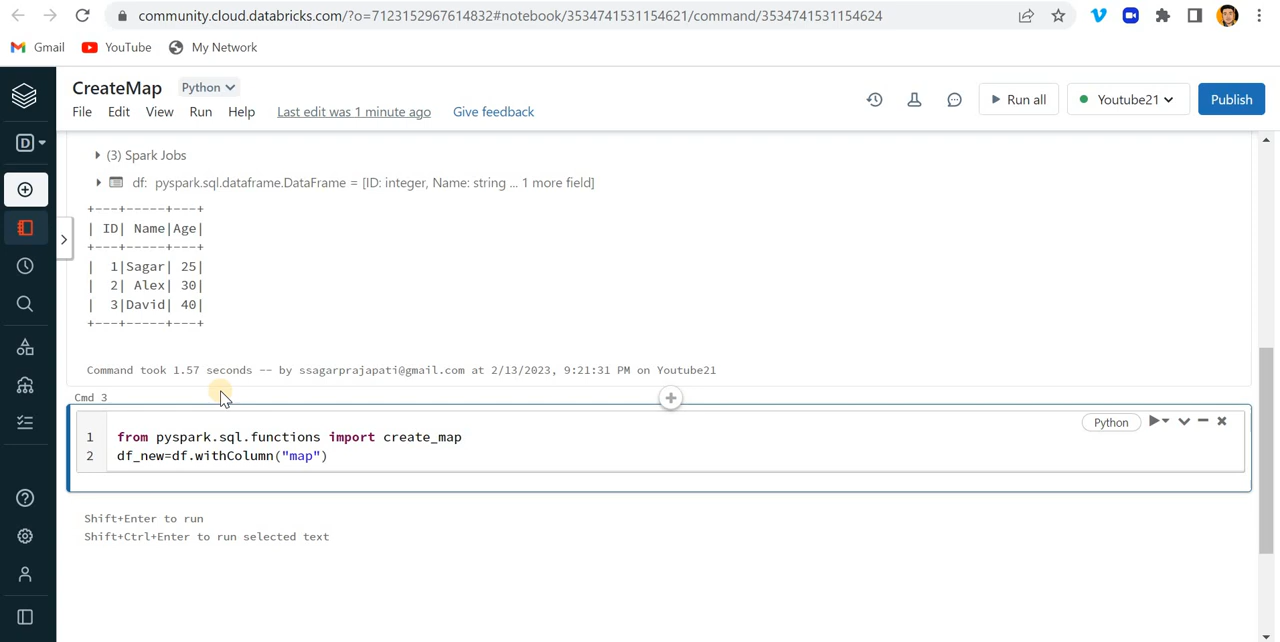 community.cloud.databricks.com/?o=7123152967614832#notebook/3534741531154621/command/3534741531154624
Gmail YouTube My Network
CreateMap Python
File Edit View Run Help Last edit was 1 minute ago Give feedback
Run all Youtube21 Publish
D
(3) Spark Jobs
df: pyspark.sql.dataframe.DataFrame = [ID: integer, Name: string ... 1 more field]
+---+-----+---+
| ID| Name|Age|
+---+-----+---+
|  1|Sagar| 25|
|  2| Alex| 30|
|  3|David| 40|
+---+-----+---+
Command took 1.57 seconds -- by ssagarprajapati@gmail.com at 2/13/2023, 9:21:31 PM on Youtube21
Cmd 3
Python
1 from pyspark.sql.functions import create_map
2 df_new=df.withColumn("map")
Shift+Enter to run
Shift+Ctrl+Enter to run selected text